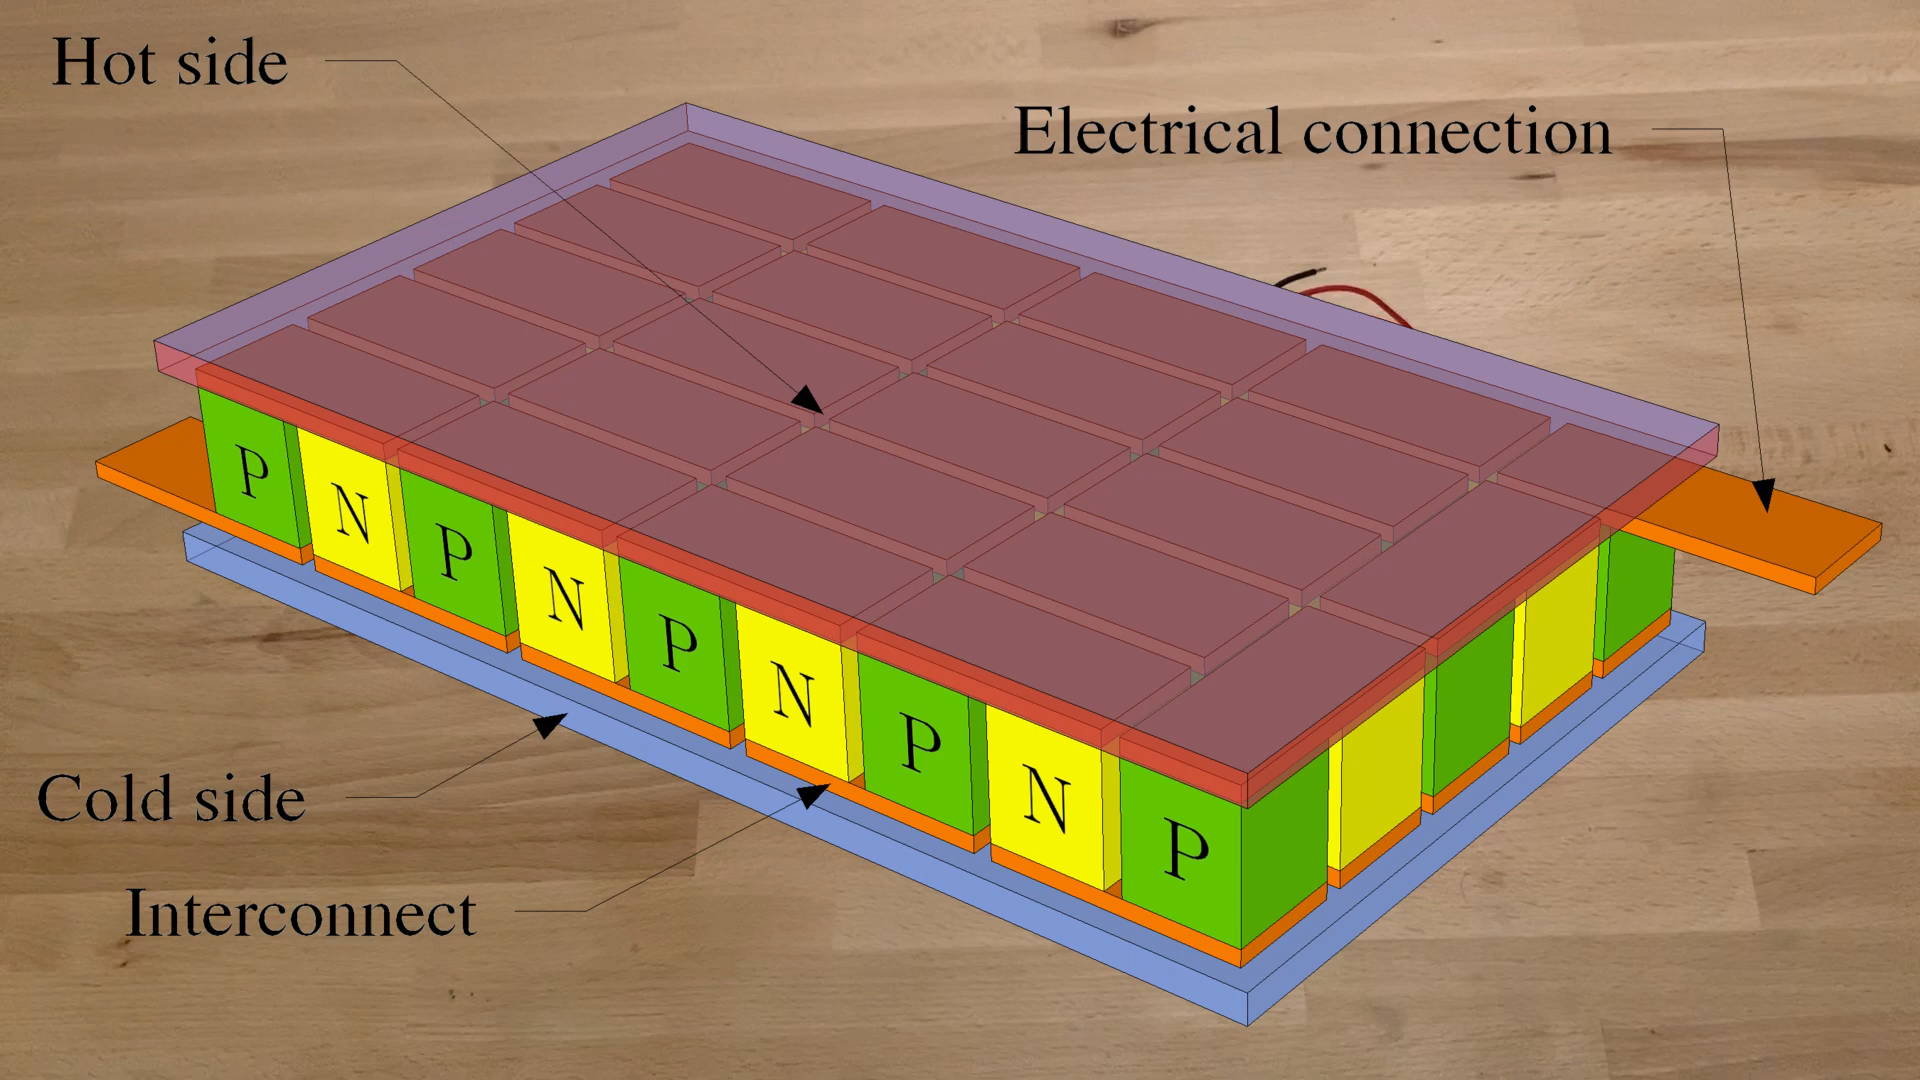 Hot side
Electrical connection
P N P N P N P N P
Cold side
Interconnect